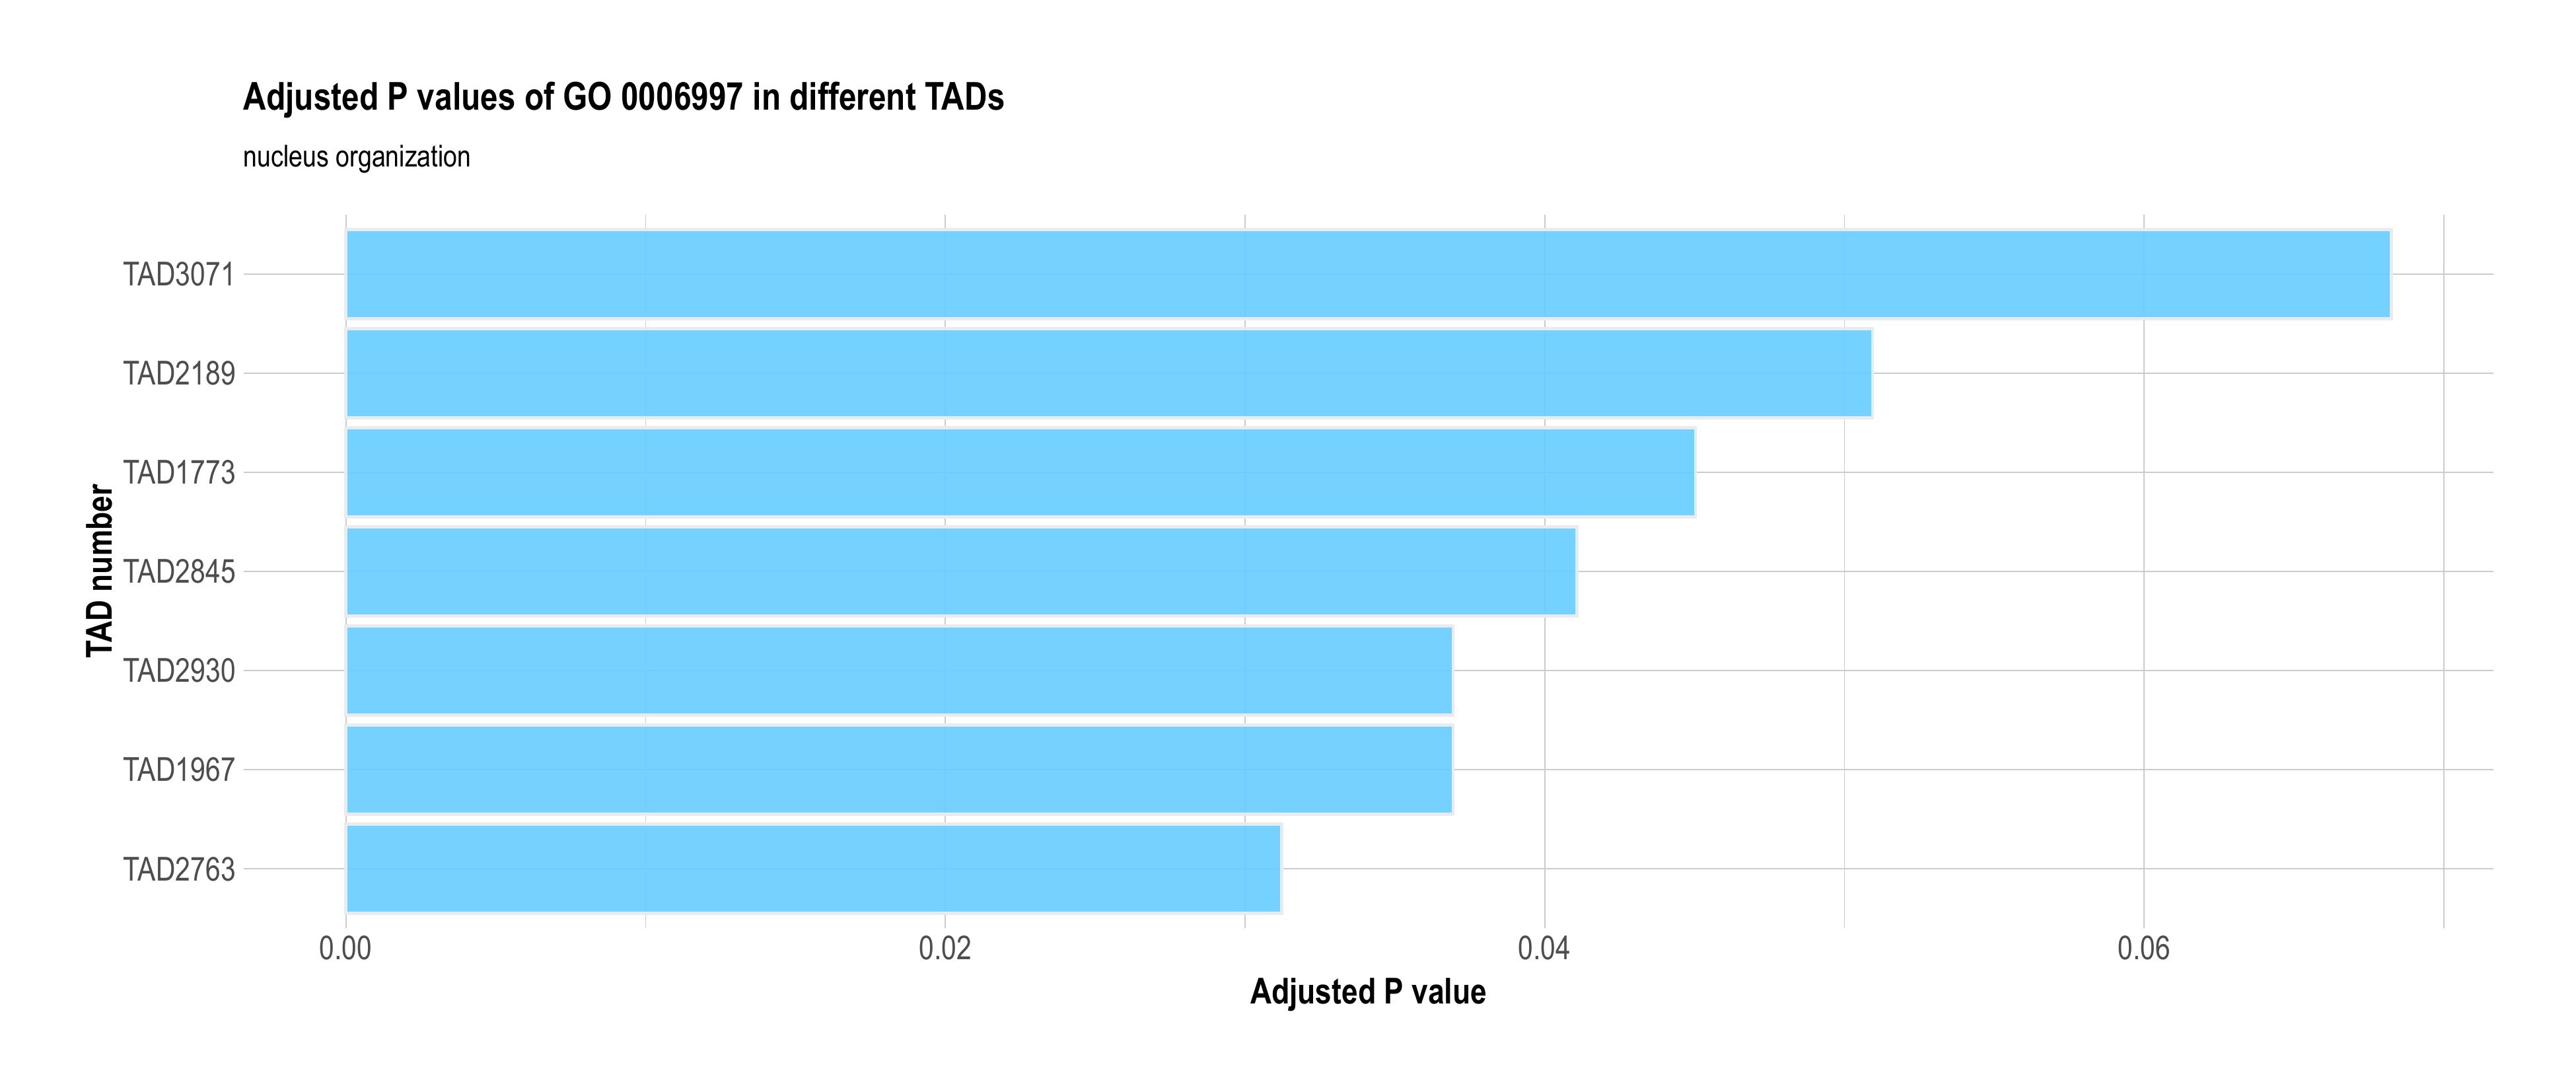 Adjusted P values of GO 0006997 in different TADs
nucleus organization
TAD number
TAD3071
TAD2189
TAD1773
TAD2845
TAD2930
TAD1967
TAD2763
0.00 0.02 0.04 0.06
Adjusted P value